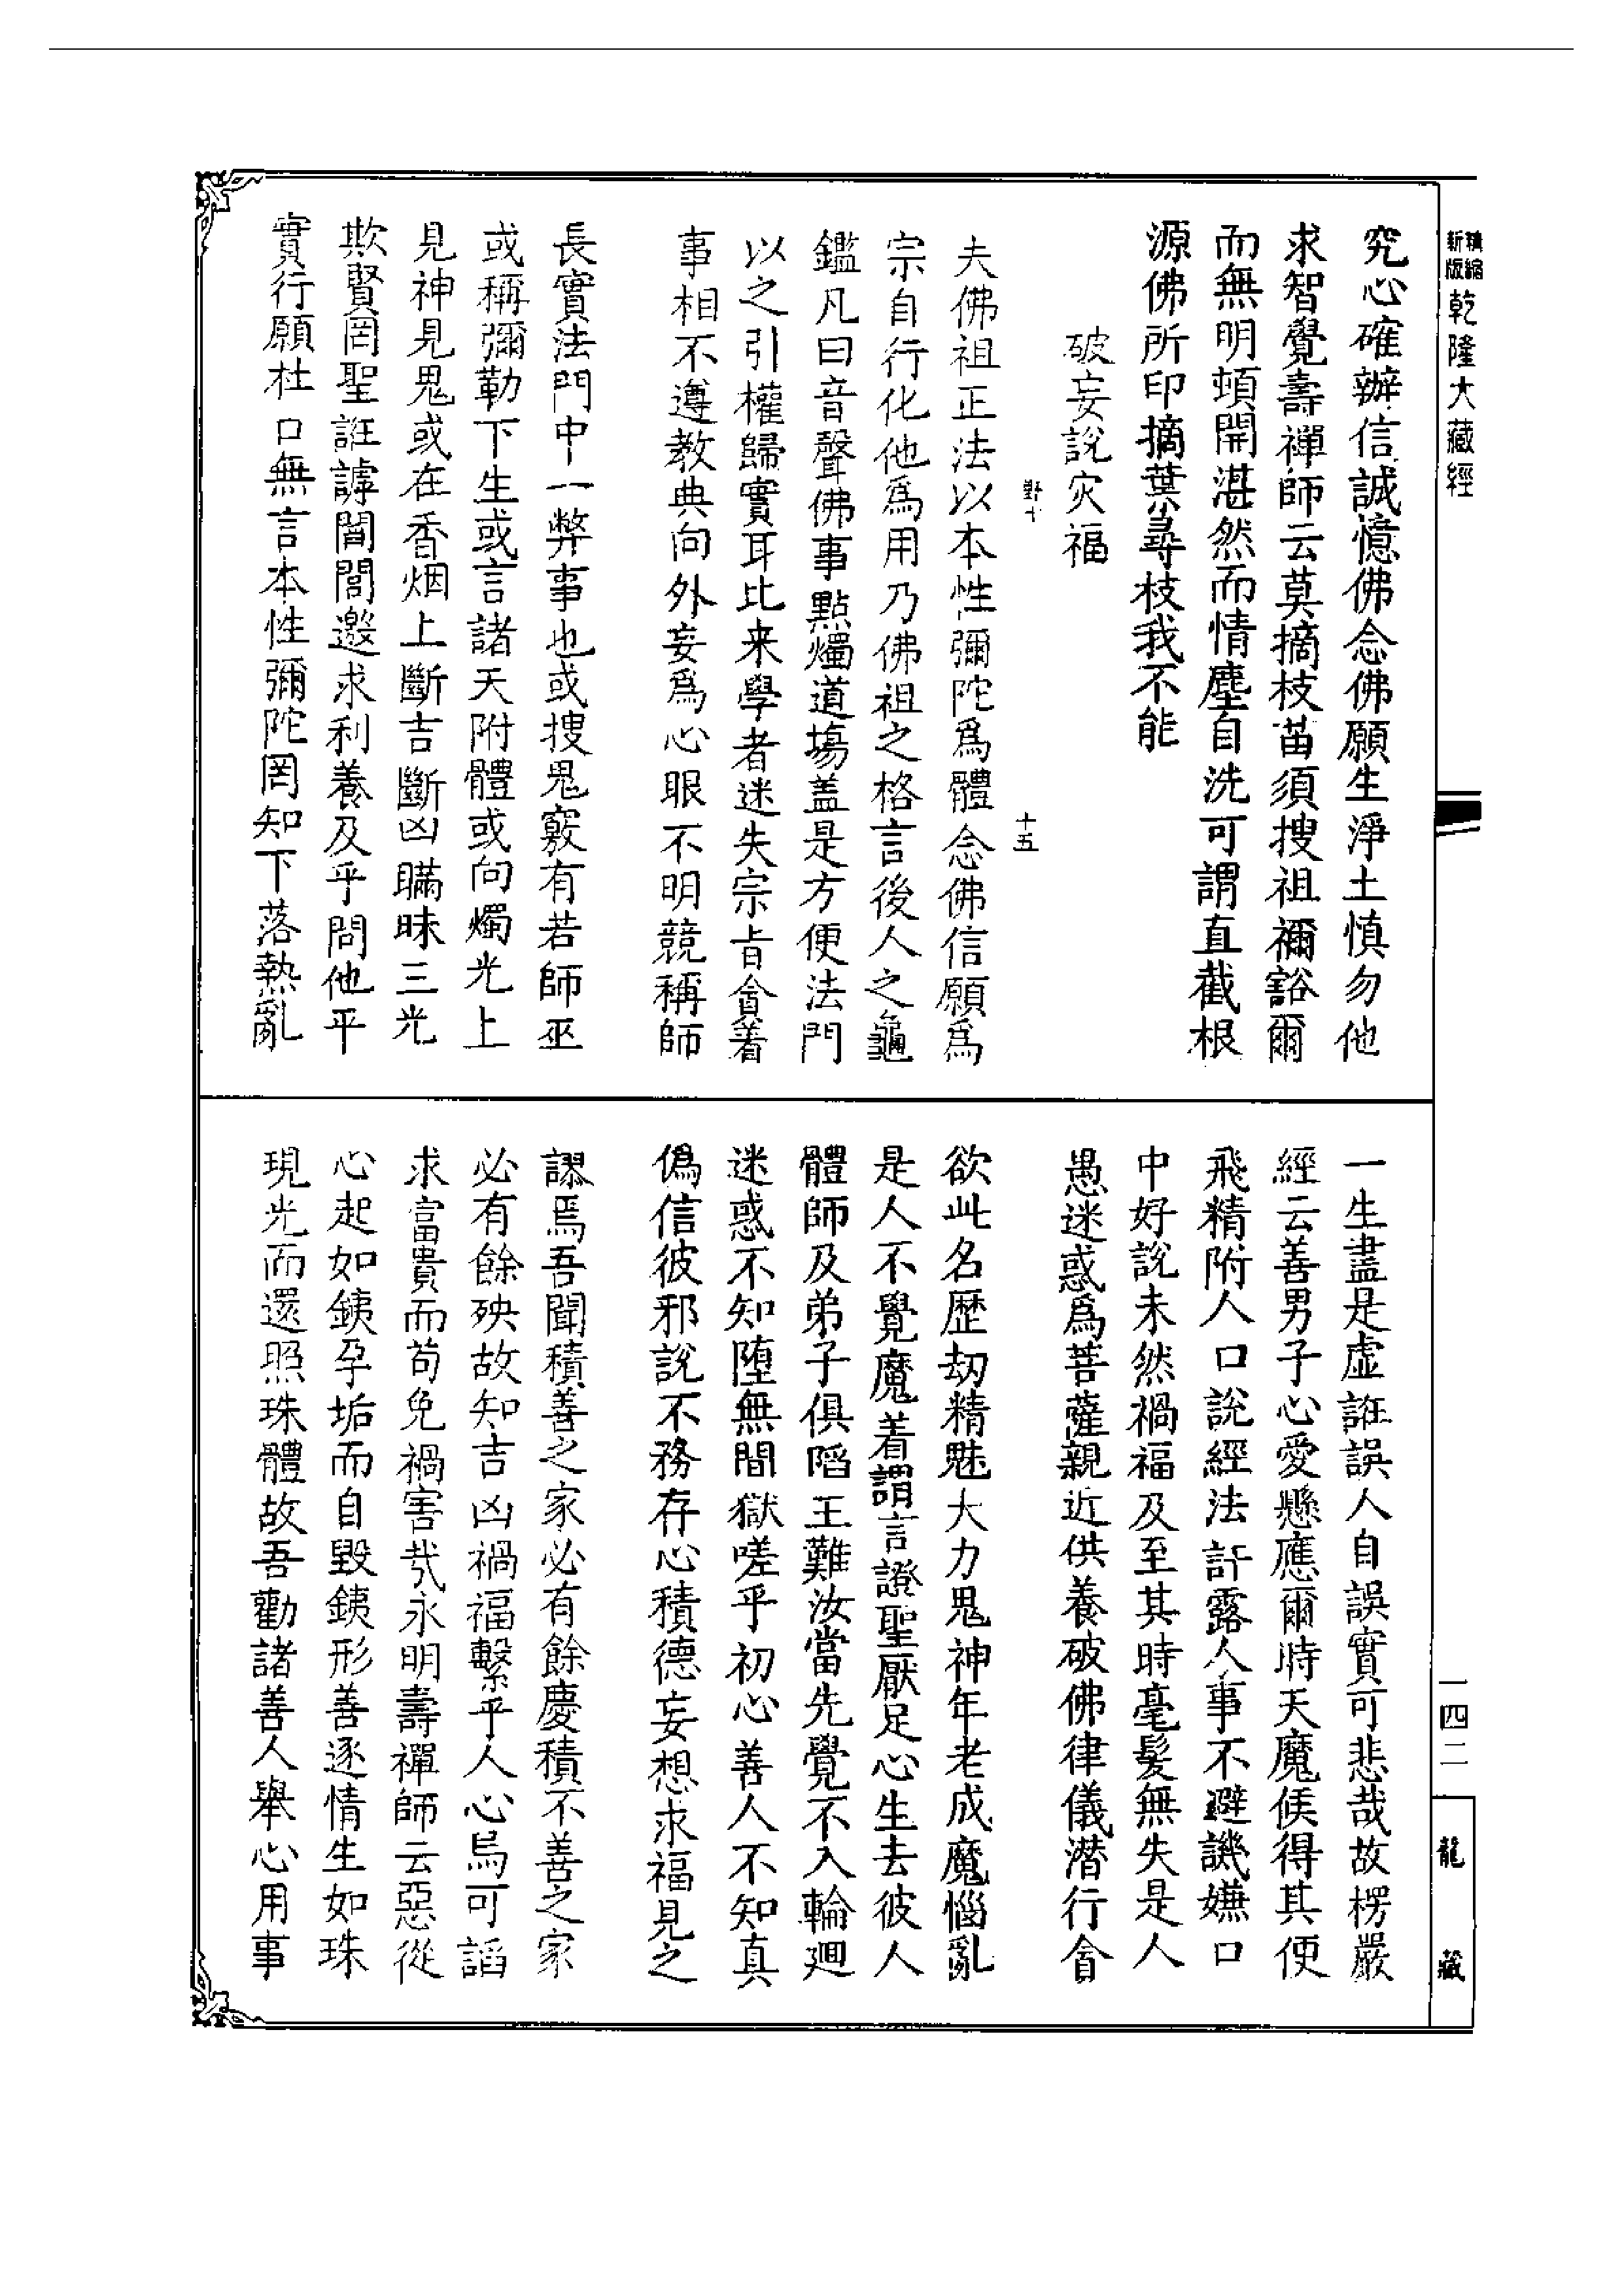 精縮
新版
乾隆大藏經
究心確辦信誠憶佛念佛願生淨土慎勿他
求智覺壽禪師云莫摘枝苗須搜祖禰豁爾
而無明頓開湛然而情塵自洗可謂直截根
源佛所印摘葉尋枝我不能
破妄說灾福
野十
十五
夫佛祖正法以本性彌陀爲體念佛信願爲
宗自行化他爲用乃佛祖之格言後人之龜
鑑凡曰音聲佛事㸃燭道場盖是方便法門
以之引權歸實耳比来學者迷失宗旨貪着
事相不遵教典向外妄爲心眼不明競稱師
長實法門中一弊事也或搜鬼竅有若師巫
或稱彌勒下生或言諸天附體或向燭光上
見神見鬼或在香烟上斷吉斷凶瞞昧三光
欺賢罔聖誑謼閭閻邀求利養及乎問他平
實行願杜口無言本性彌陀罔知下落熱亂
一生盡是虛誑誤人自誤實可悲哉故楞嚴
經云善男子心愛懸應爾時天魔候得其便
飛精附人口說經法訐露人事不避譏嫌口
中好說未然禍福及至其時毫髮無失是人
愚迷惑爲菩薩親近供養破佛律儀潛行貪
欲此名歷刼精魅大力鬼神年老成魔惱亂
是人不覺魔着謂言證聖厭足心生去彼人
體師及弟子俱䧟王難汝當先覺不入輪迴
迷惑不知墮無間獄嗟乎初心善人不知真
僞信彼邪說不務存心積德妄想求福見之
謬焉吾聞積善之家必有餘慶積不善之家
必有餘殃故知吉凶禍福繫乎人心烏可謟
求富貴而苟免禍害㢤永明壽禪師云惡從
心起如銕孕垢而自毀銕形善逐情生如珠
現光而還照珠體故吾勸諸善人舉心用事
一四二
龍藏